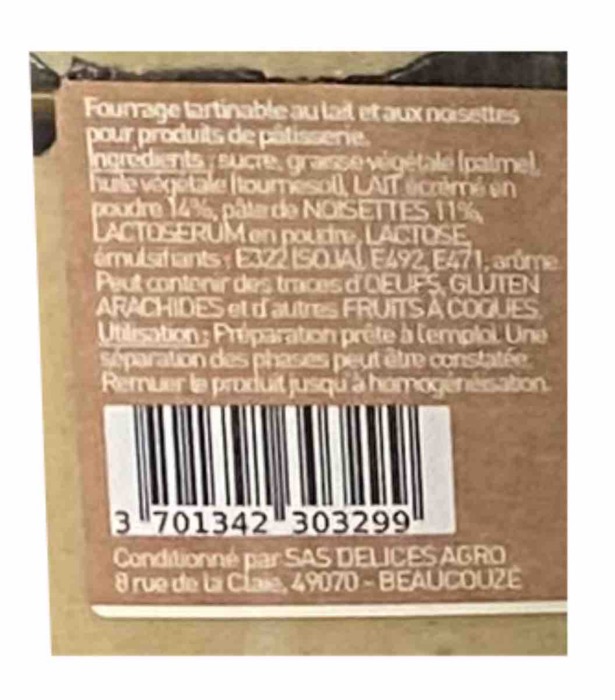 Fourrage tartinable au lait et aux noisettes
pour produits de pâtisserie.
Ingrédients : sucre, graisse végétale (palme),
huile végétale (tournesol), LAIT écrémé en
poudre 14%, pâte de NOISETTES 11%,
LACTOSERUM en poudre, LACTOSE,
émulsifiants : E322 (SOJA), E492, E471, arôme.
Peut contenir des traces d'OEUFS, GLUTEN
ARACHIDES et d'autres FRUITS À COQUES.
Utilisation : Préparation prête à l'emploi. Une
séparation des phases peut être constatée.
Remuer le produit jusqu'à homogénéisation.
3 701342 303299
Conditionné par SAS DELICES AGRO
8 rue de la Claie, 49070 - BEAUCOUZÉ